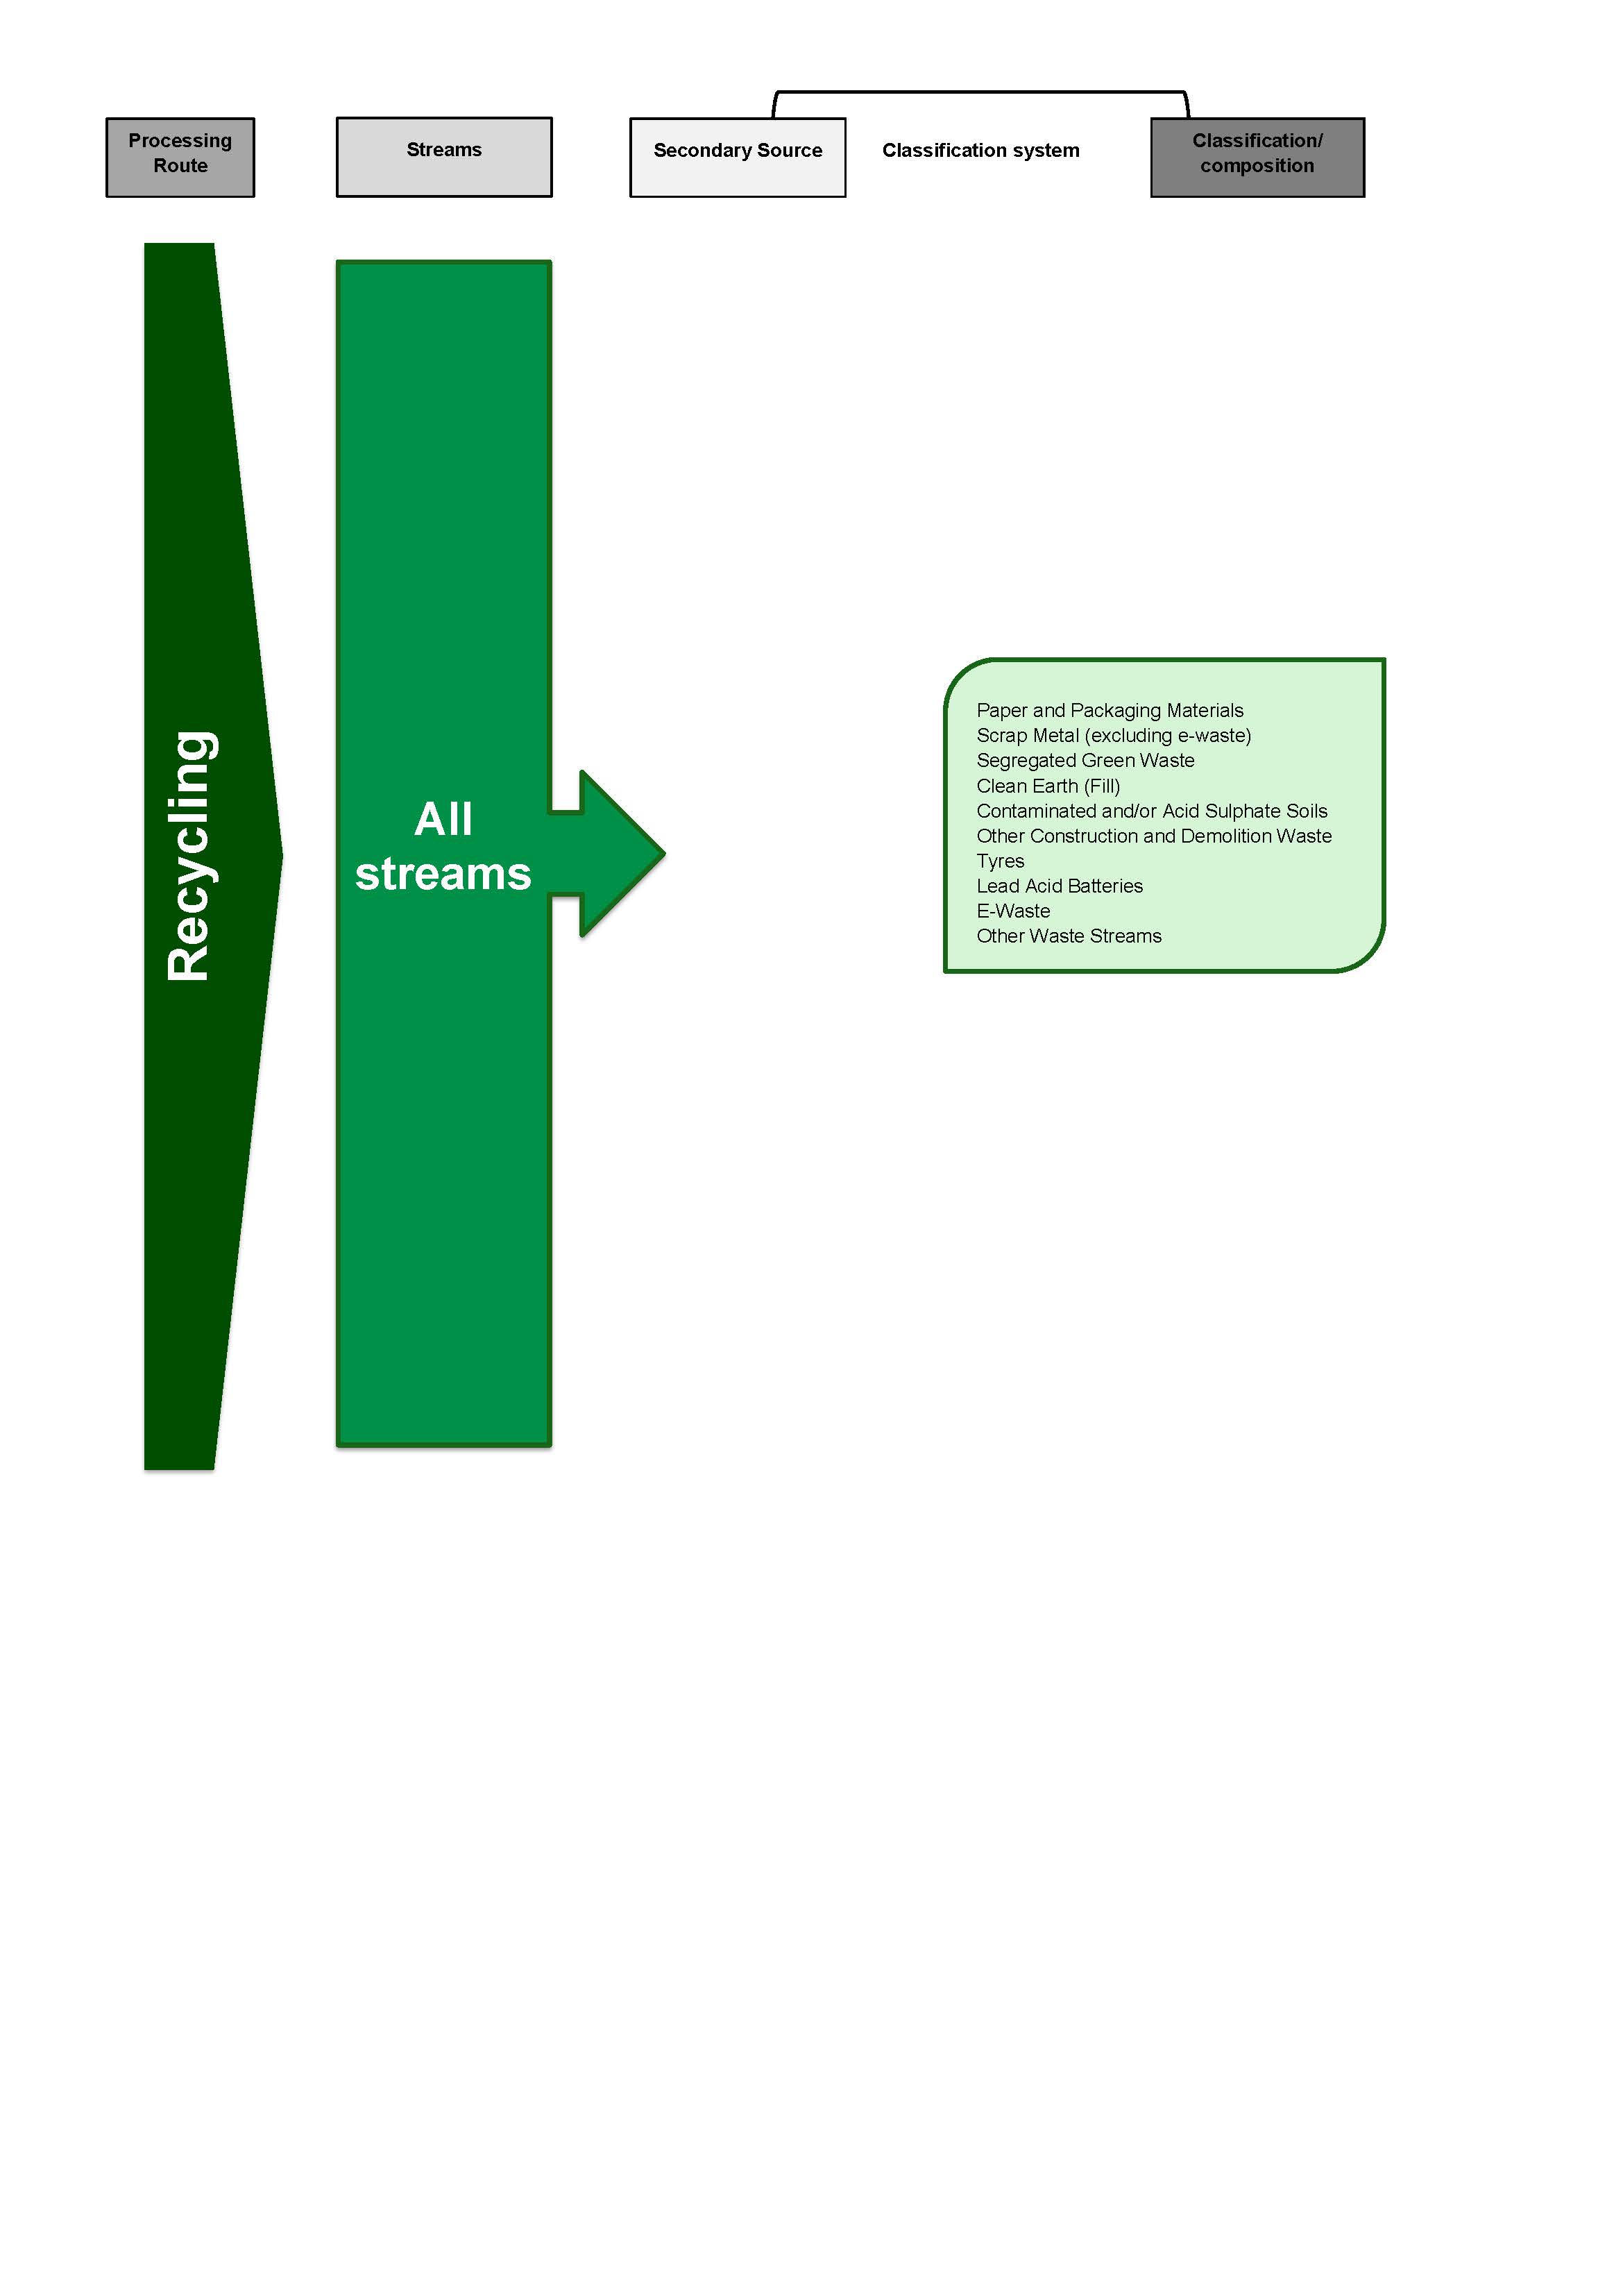 Processing
Route
Streams
Secondary Source
Classification system
Classification/
composition
Recycling
All
streams
Paper and Packaging Materials
Scrap Metal (excluding e-waste)
Segregated Green Waste
Clean Earth (Fill)
Contaminated and/or Acid Sulphate Soils
Other Construction and Demolition Waste
Tyres
Lead Acid Batteries
E-Waste
Other Waste Streams